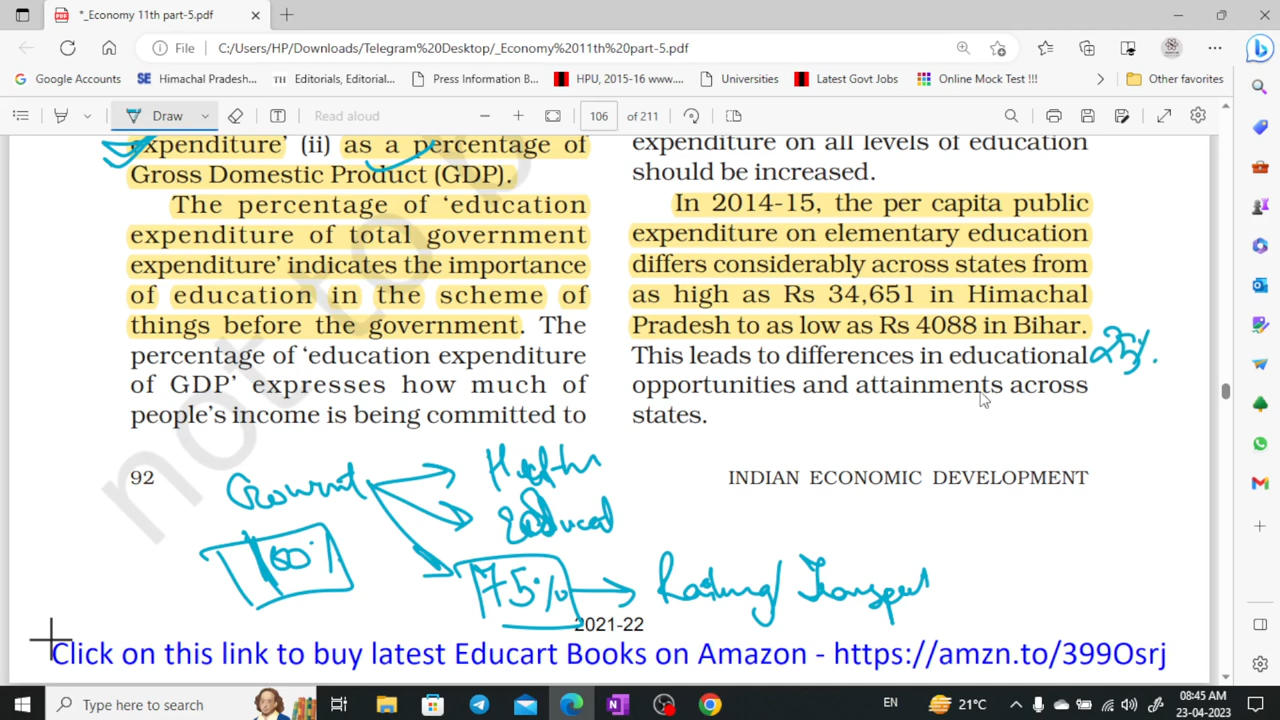 *_Economy 11th part-5.pdf
File C:/Users/HP/Downloads/Telegram%20Desktop/_Economy%2011th%20part-5.pdf
Google Accounts SE Himachal Pradesh... TH Editorials, Editorial... Press Information B... HPU, 2015-16 www.... Universities Latest Govt Jobs Online Mock Test !!! Other favorites
Draw Read aloud 106 of 211
expenditure’ (ii) as a percentage of
Gross Domestic Product (GDP).
The percentage of ‘education
expenditure of total government
expenditure’ indicates the importance
of education in the scheme of
things before the government. The
percentage of ‘education expenditure
of GDP’ expresses how much of
people’s income is being committed to
expenditure on all levels of education
should be increased.
In 2014-15, the per capita public
expenditure on elementary education
differs considerably across states from
as high as Rs 34,651 in Himachal
Pradesh to as low as Rs 4088 in Bihar.
This leads to differences in educational
opportunities and attainments across
states.
25%.
92 INDIAN ECONOMIC DEVELOPMENT
not to b
Health
100%
75% Railway/ Transport
2021-22
Click on this link to buy latest Educart Books on Amazon - https://amzn.to/399Osrj
Type here to search
21°C EN 08:45 AM
23-04-2023